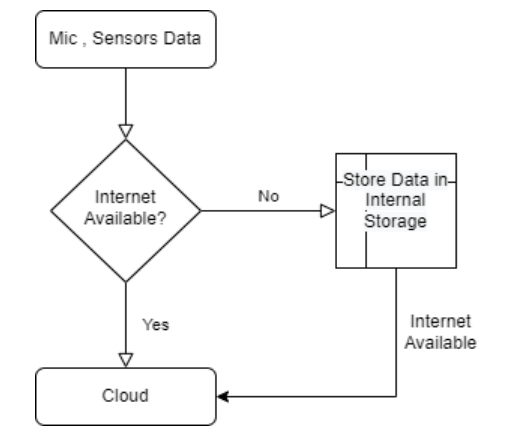 Mic , Sensors Data
Internet
Available?
No
Store Data in
Internal
Storage
Yes
Internet
Available
Cloud